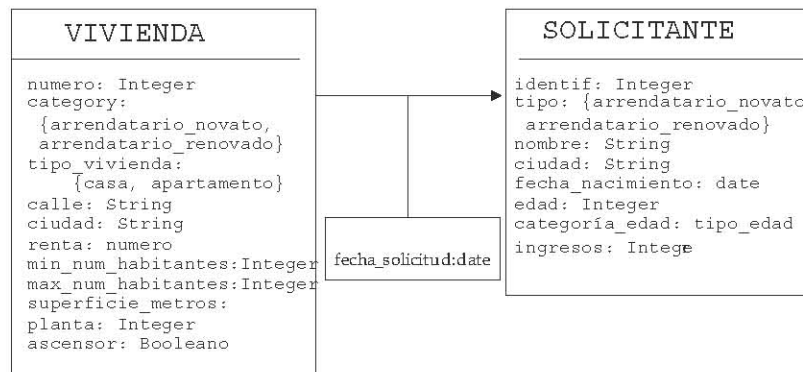 VIVIENDA
numero: Integer
category:
{arrendatario_novato,
arrendatario_renovado}
tipo_vivienda:
{casa, apartamento}
calle: String
ciudad: String
renta: numero
min_num_habitantes:Integer
max_num_habitantes:Integer
superficie_metros:
planta: Integer
ascensor: Booleano
fecha_solicitud:date
SOLICITANTE
identif: Integer
tipo: {arrendatario_novato
arrendatario_renovado}
nombre: String
ciudad: String
fecha_nacimiento: date
edad: Integer
categoría_edad: tipo_edad
ingresos: Intege